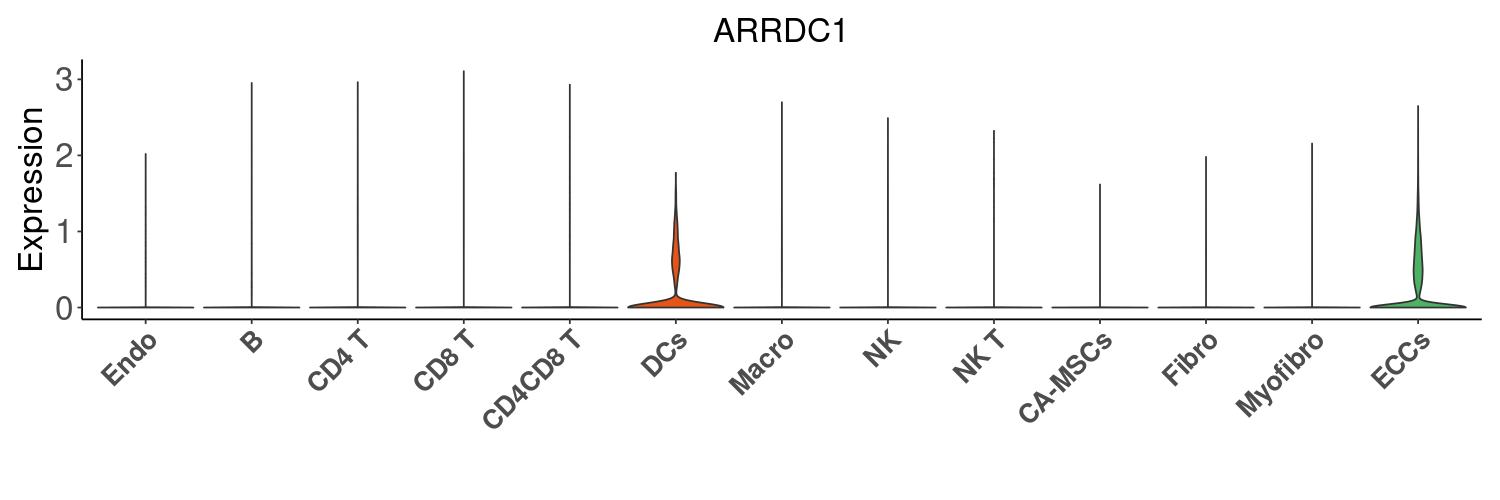 ARRDC1
Expression
3
2
1
0
Endo
B
CD4 T
CD8 T
CD4CD8 T
DCs
Macro
NK
NK T
CA-MSCs
Fibro
Myofibro
ECCs